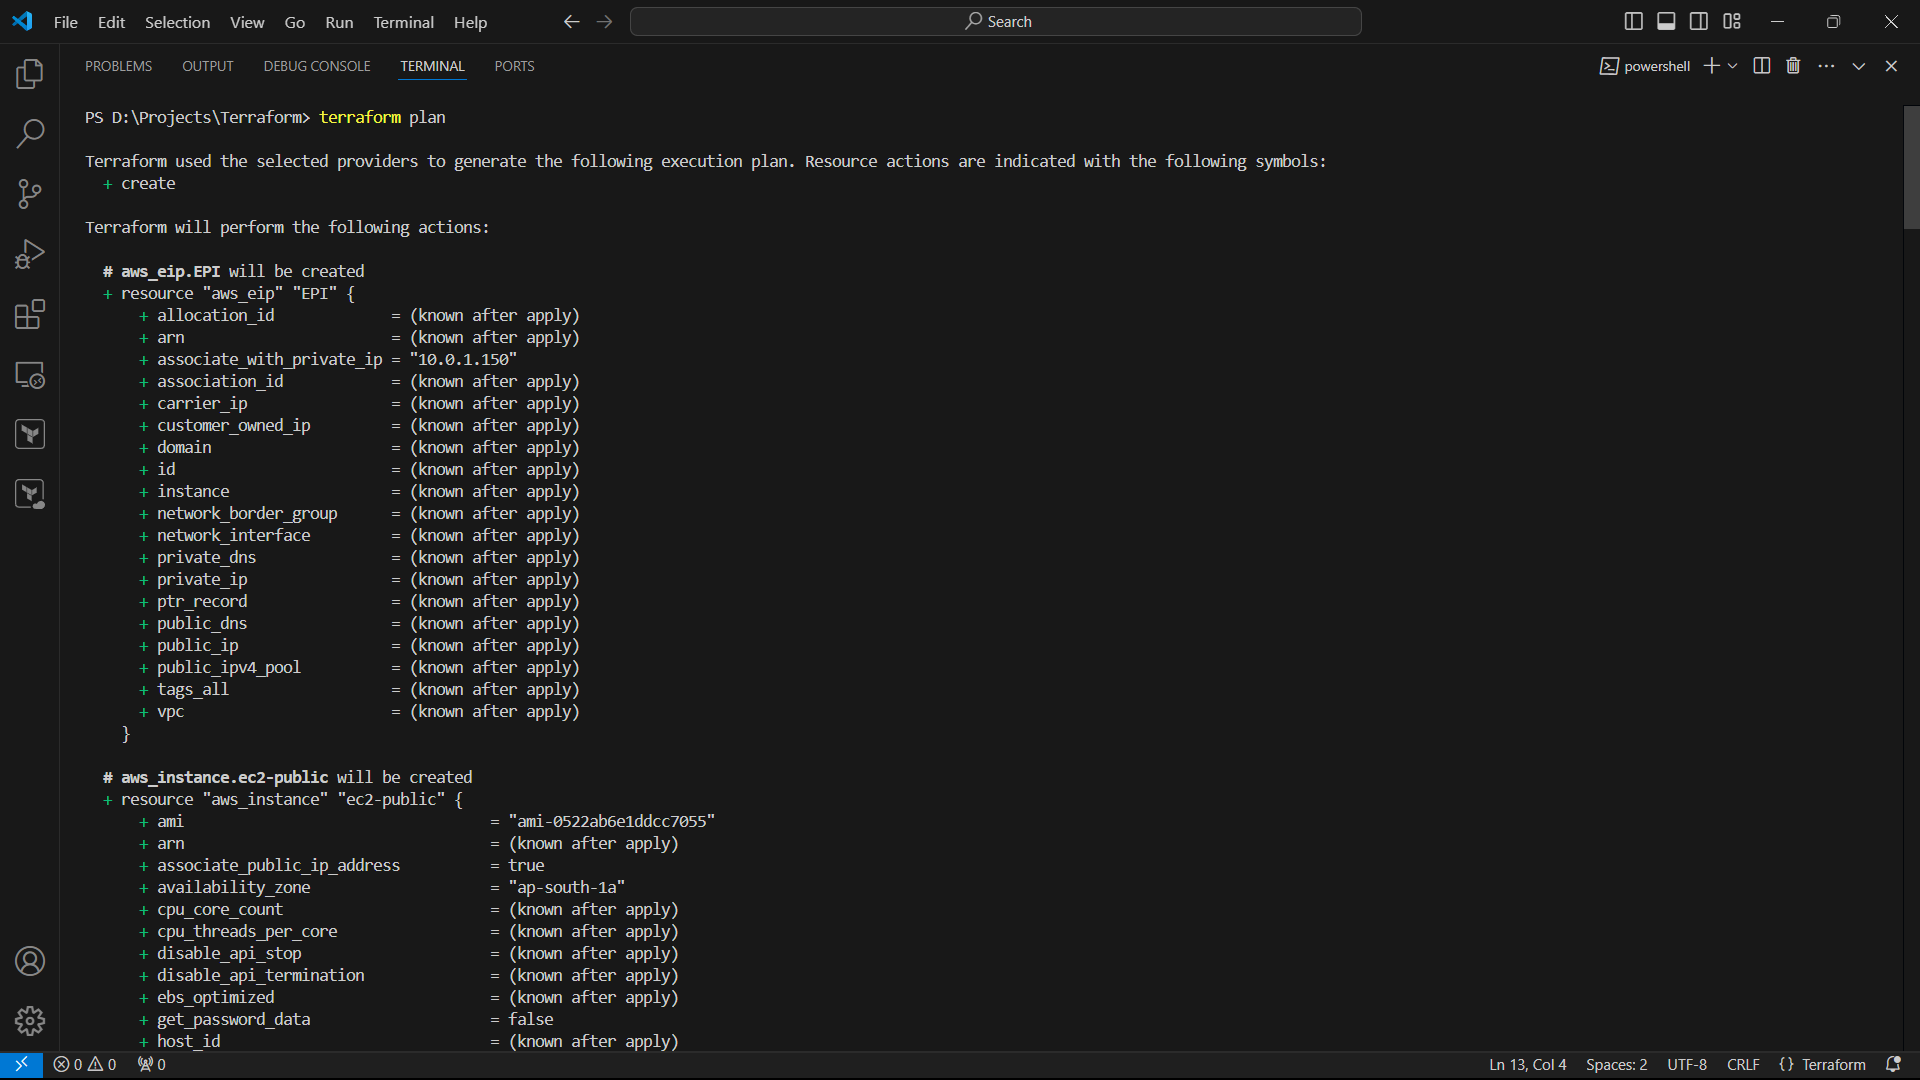 File Edit Selection View Go Run Terminal Help Search
PROBLEMS OUTPUT DEBUG CONSOLE TERMINAL PORTS powershell
PS D:\Projects\Terraform> terraform plan
Terraform used the selected providers to generate the following execution plan. Resource actions are indicated with the following symbols:
+ create
Terraform will perform the following actions:
# aws_eip.EPI will be created
+ resource "aws_eip" "EPI" {
+ allocation_id = (known after apply)
+ arn = (known after apply)
+ associate_with_private_ip = "10.0.1.150"
+ association_id = (known after apply)
+ carrier_ip = (known after apply)
+ customer_owned_ip = (known after apply)
+ domain = (known after apply)
+ id = (known after apply)
+ instance = (known after apply)
+ network_border_group = (known after apply)
+ network_interface = (known after apply)
+ private_dns = (known after apply)
+ private_ip = (known after apply)
+ ptr_record = (known after apply)
+ public_dns = (known after apply)
+ public_ip = (known after apply)
+ public_ipv4_pool = (known after apply)
+ tags_all = (known after apply)
+ vpc = (known after apply)
}
# aws_instance.ec2-public will be created
+ resource "aws_instance" "ec2-public" {
+ ami = "ami-0522ab6e1ddcc7055"
+ arn = (known after apply)
+ associate_public_ip_address = true
+ availability_zone = "ap-south-1a"
+ cpu_core_count = (known after apply)
+ cpu_threads_per_core = (known after apply)
+ disable_api_stop = (known after apply)
+ disable_api_termination = (known after apply)
+ ebs_optimized = (known after apply)
+ get_password_data = false
+ host_id = (known after apply)
0 0 0 Ln 13, Col 4 Spaces: 2 UTF-8 CRLF {} Terraform